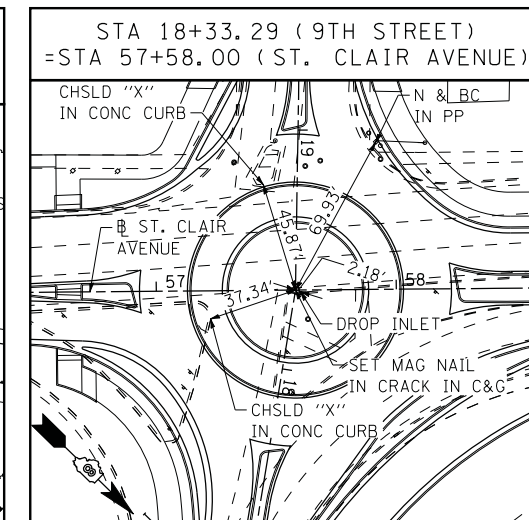 STA 18+33.29 (9TH STREET)
=STA 57+58.00 (ST. CLAIR AVENUE)
CHSLD "X"
IN CONC CURB
N & BC
IN PP
19
69.93'
45.87'
B ST. CLAIR
AVENUE
57
2.18'
58
37.34'
DROP INLET
SET MAG NAIL
IN CRACK IN C&G
18
CHSLD "X"
IN CONC CURB